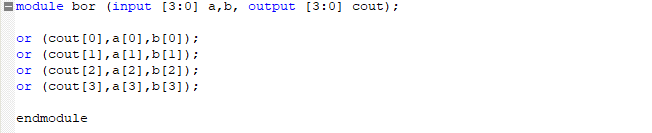 module bor (input [3:0] a,b, output [3:0] cout);
or (cout[0],a[0],b[0]);
or (cout[1],a[1],b[1]);
or (cout[2],a[2],b[2]);
or (cout[3],a[3],b[3]);
endmodule